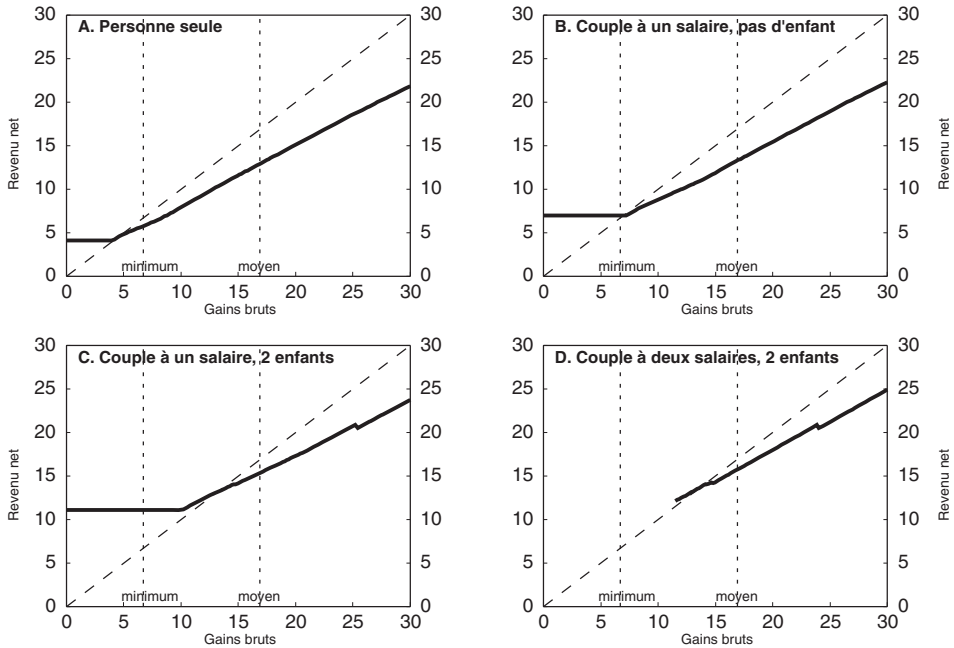 A. Personne seule
30 30
25 25
20 20
15 15
10 10
5 5
0 0
Revenu net
minimum moyen
0 5 10 15 20 25 30
Gains bruts
B. Couple à un salaire, pas d'enfant
30 30
25 25
20 20
15 15
10 10
5 5
0 0
Revenu net
minimum moyen
0 5 10 15 20 25 30
Gains bruts
C. Couple à un salaire, 2 enfants
30 30
25 25
20 20
15 15
10 10
5 5
0 0
Revenu net
minimum moyen
0 5 10 15 20 25 30
Gains bruts
D. Couple à deux salaires, 2 enfants
30 30
25 25
20 20
15 15
10 10
5 5
0 0
Revenu net
minimum moyen
0 5 10 15 20 25 30
Gains bruts